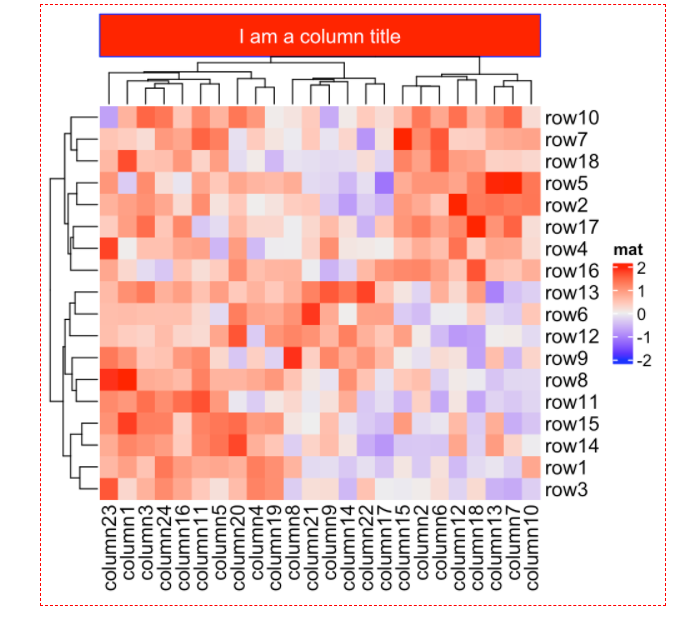 I am a column title
row10
row7
row18
row5
row2
row17
row4
row16
row13
row6
row12
row9
row8
row11
row15
row14
row1
row3
mat
2
1
0
-1
-2
column23
column1
column3
column24
column16
column11
column5
column20
column4
column19
column8
column21
column9
column14
column22
column17
column15
column2
column6
column12
column18
column13
column7
column10